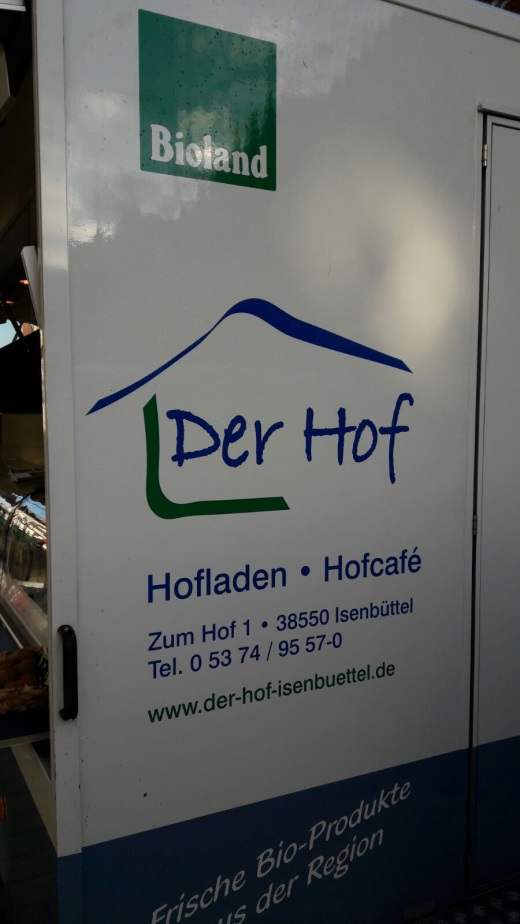 Bioland
Der Hof
Hofladen • Hofcafé
Zum Hof 1 • 38550 Isenbüttel
Tel. 0 53 74 / 95 57-0
www.der-hof-isenbuettel.de
Frische Bio-Produkte
aus der Region